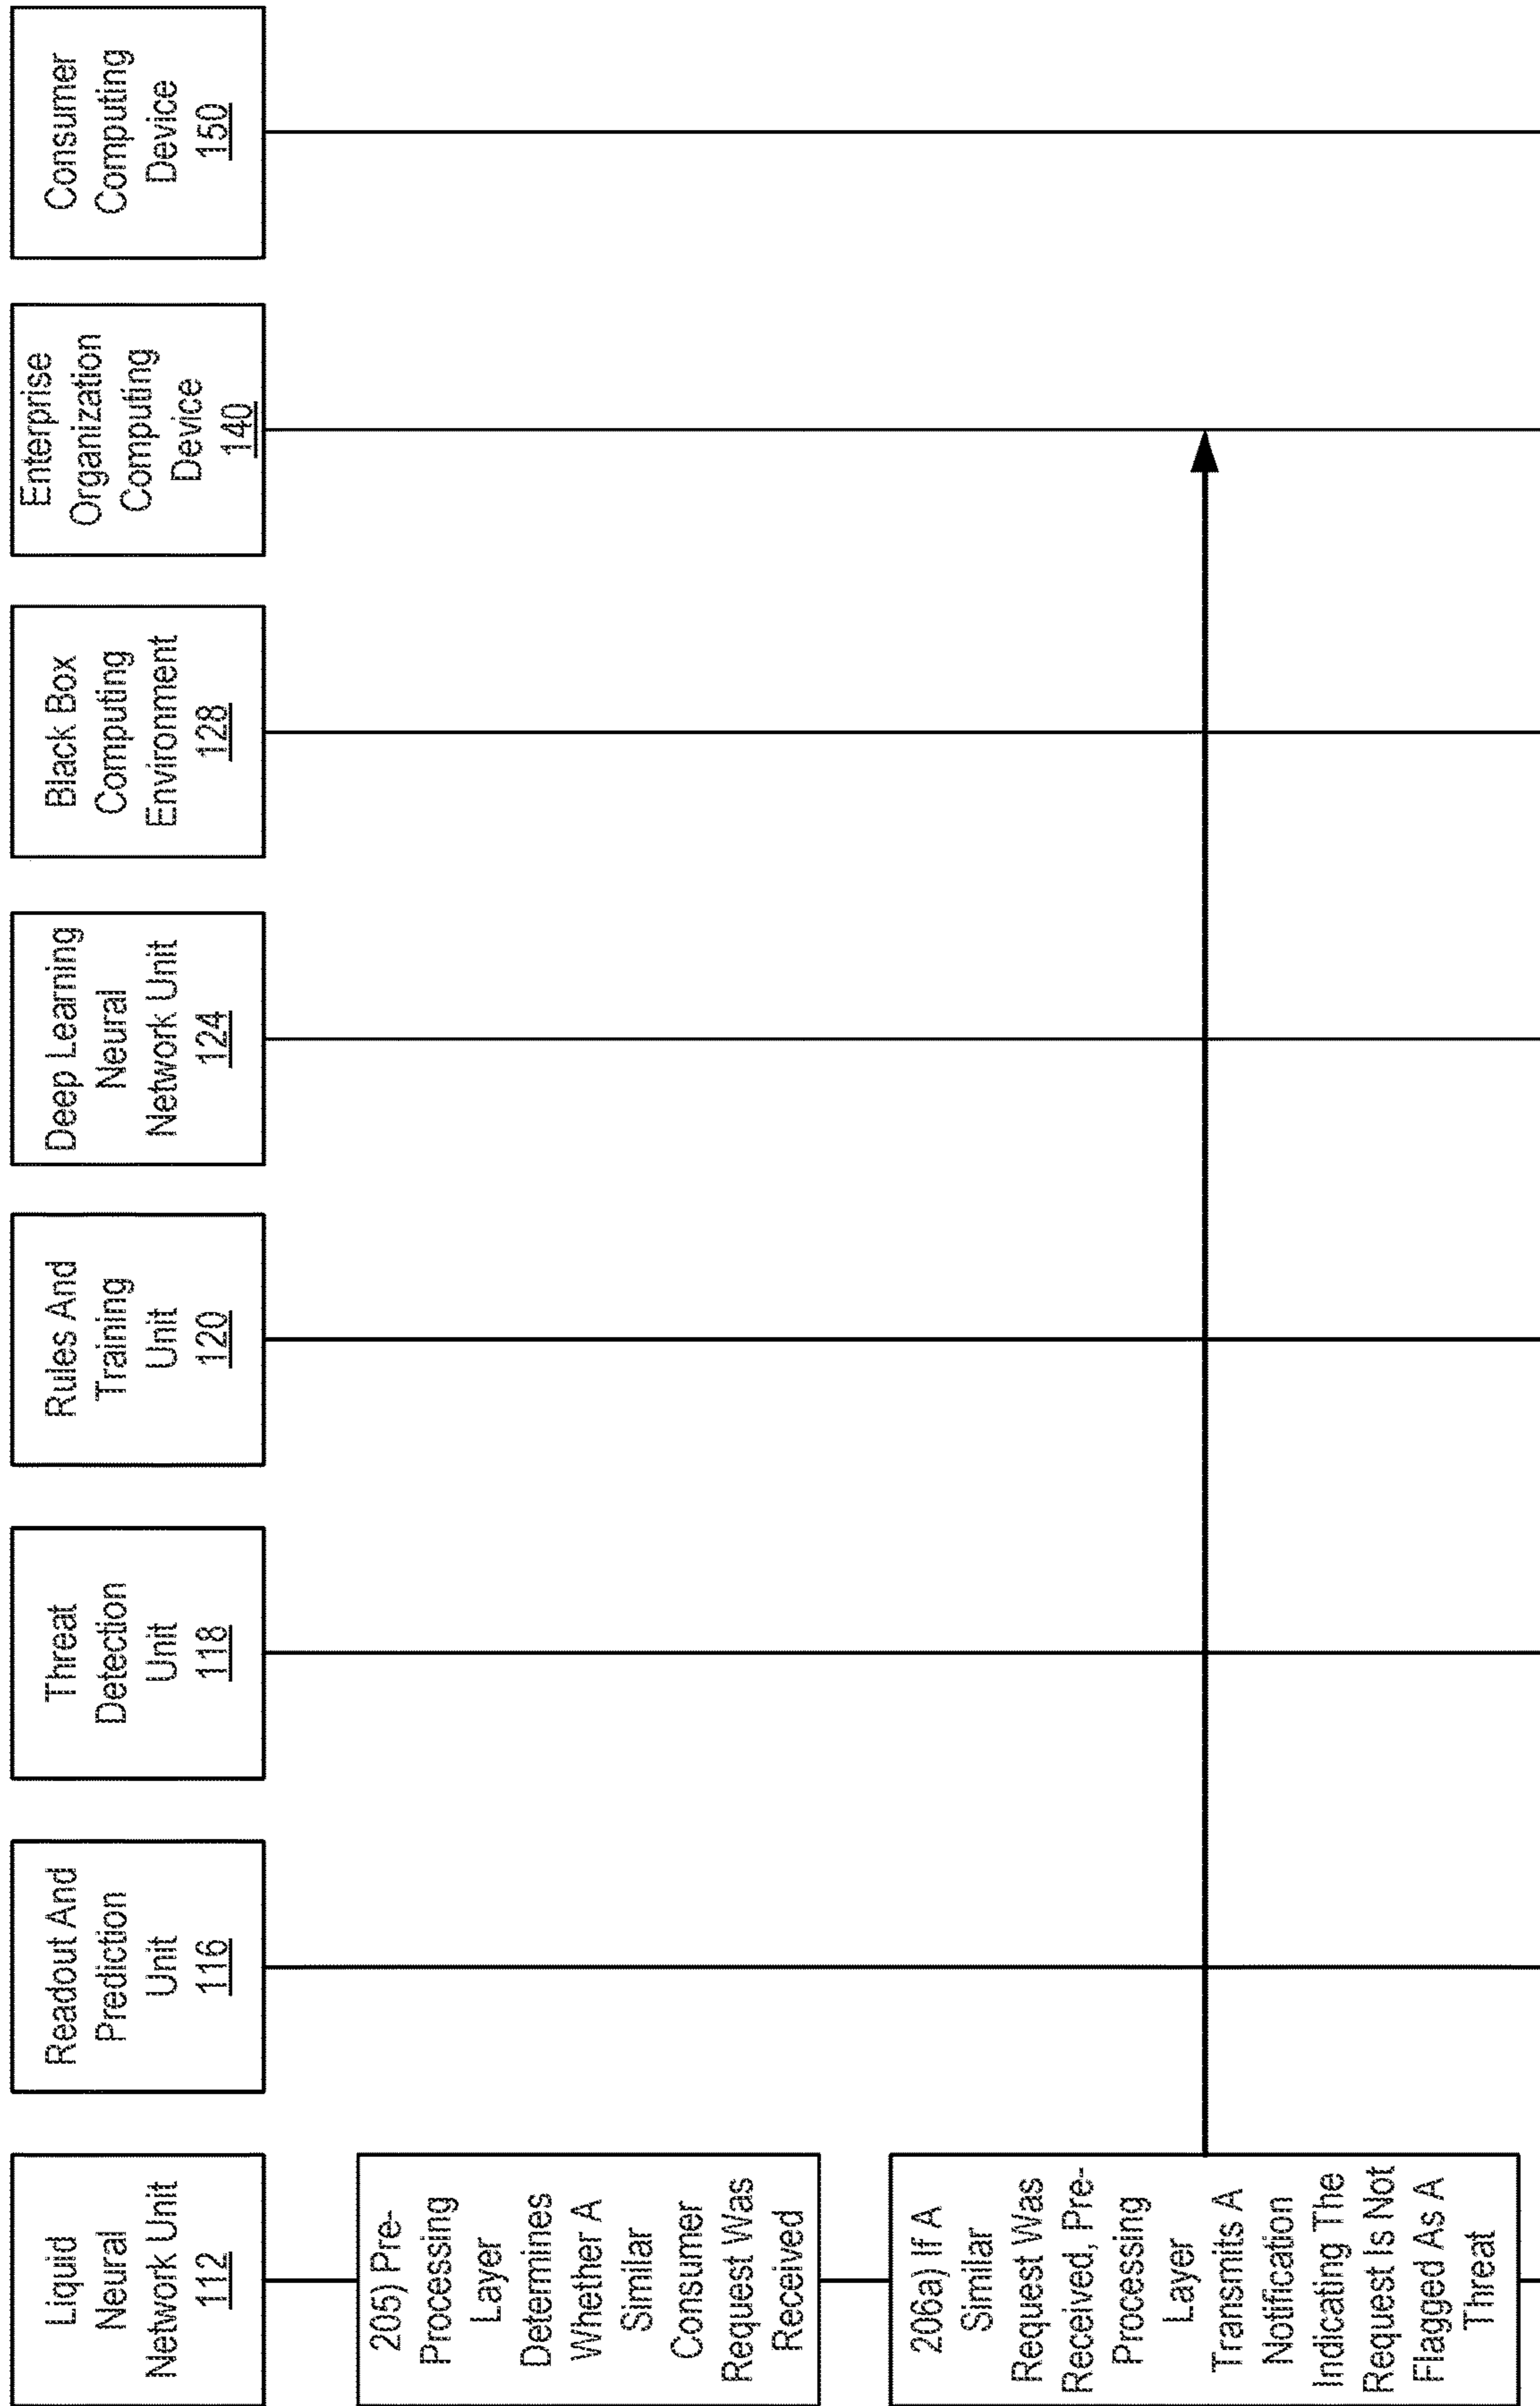 Liquid
Neural
Network Unit
112
Readout And
Prediction
Unit
116
Threat
Detection
Unit
118
Rules And
Training
Unit
120
Deep Learning
Neural
Network Unit
124
Black Box
Computing
Environment
128
Enterprise
Organization
Computing
Device
140
Consumer
Computing
Device
150
205) Pre-
Processing
Layer
Determines
Whether A
Similar
Consumer
Request Was
Received
206a) If A
Similar
Request Was
Received, Pre-
Processing
Layer
Transmits A
Notification
Indicating The
Request Is Not
Flagged As A
Threat